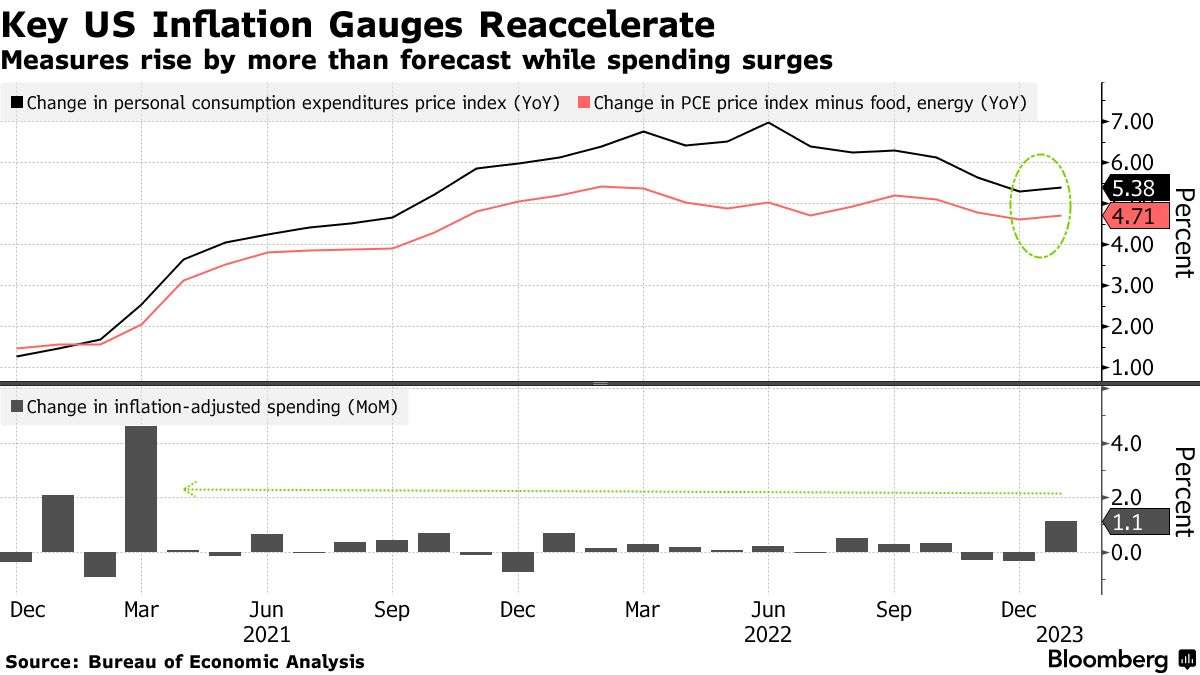 Key US Inflation Gauges Reaccelerate
Measures rise by more than forecast while spending surges
Change in personal consumption expenditures price index (YoY) Change in PCE price index minus food, energy (YoY)
7.00
6.00
5.38
4.71
4.00
3.00
2.00
1.00
Percent
Change in inflation-adjusted spending (MoM)
4.0
2.0
1.1
0.0
Percent
Dec Mar Jun Sep Dec Mar Jun Sep Dec
2021 2022 2023
Source: Bureau of Economic Analysis
Bloomberg